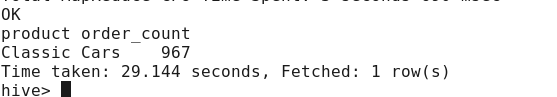 OK
product order_count
Classic Cars    967
Time taken: 29.144 seconds, Fetched: 1 row(s)
hive>